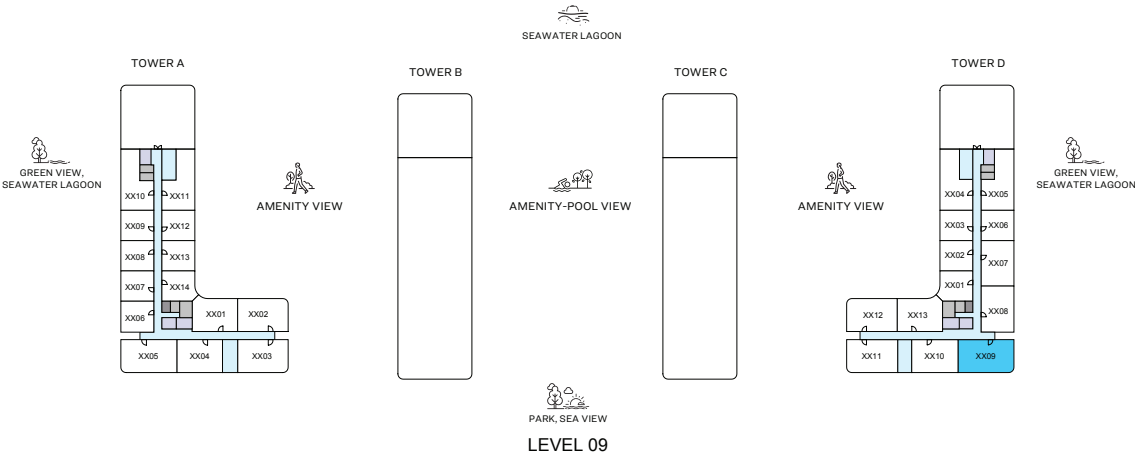 SEAWATER LAGOON
TOWER A
TOWER B
TOWER C
TOWER D
GREEN VIEW,
SEAWATER LAGOON
AMENITY VIEW
AMENITY-POOL VIEW
AMENITY VIEW
GREEN VIEW,
SEAWATER LAGOON
XX10 XX11
XX09 XX12
XX08 XX13
XX07 XX14
XX06 XX01 XX02
XX05 XX04 XX03
XX04 XX05
XX03 XX06
XX02 XX07
XX01
XX12 XX13 XX08
XX11 XX10 XX09
PARK, SEA VIEW
LEVEL 09